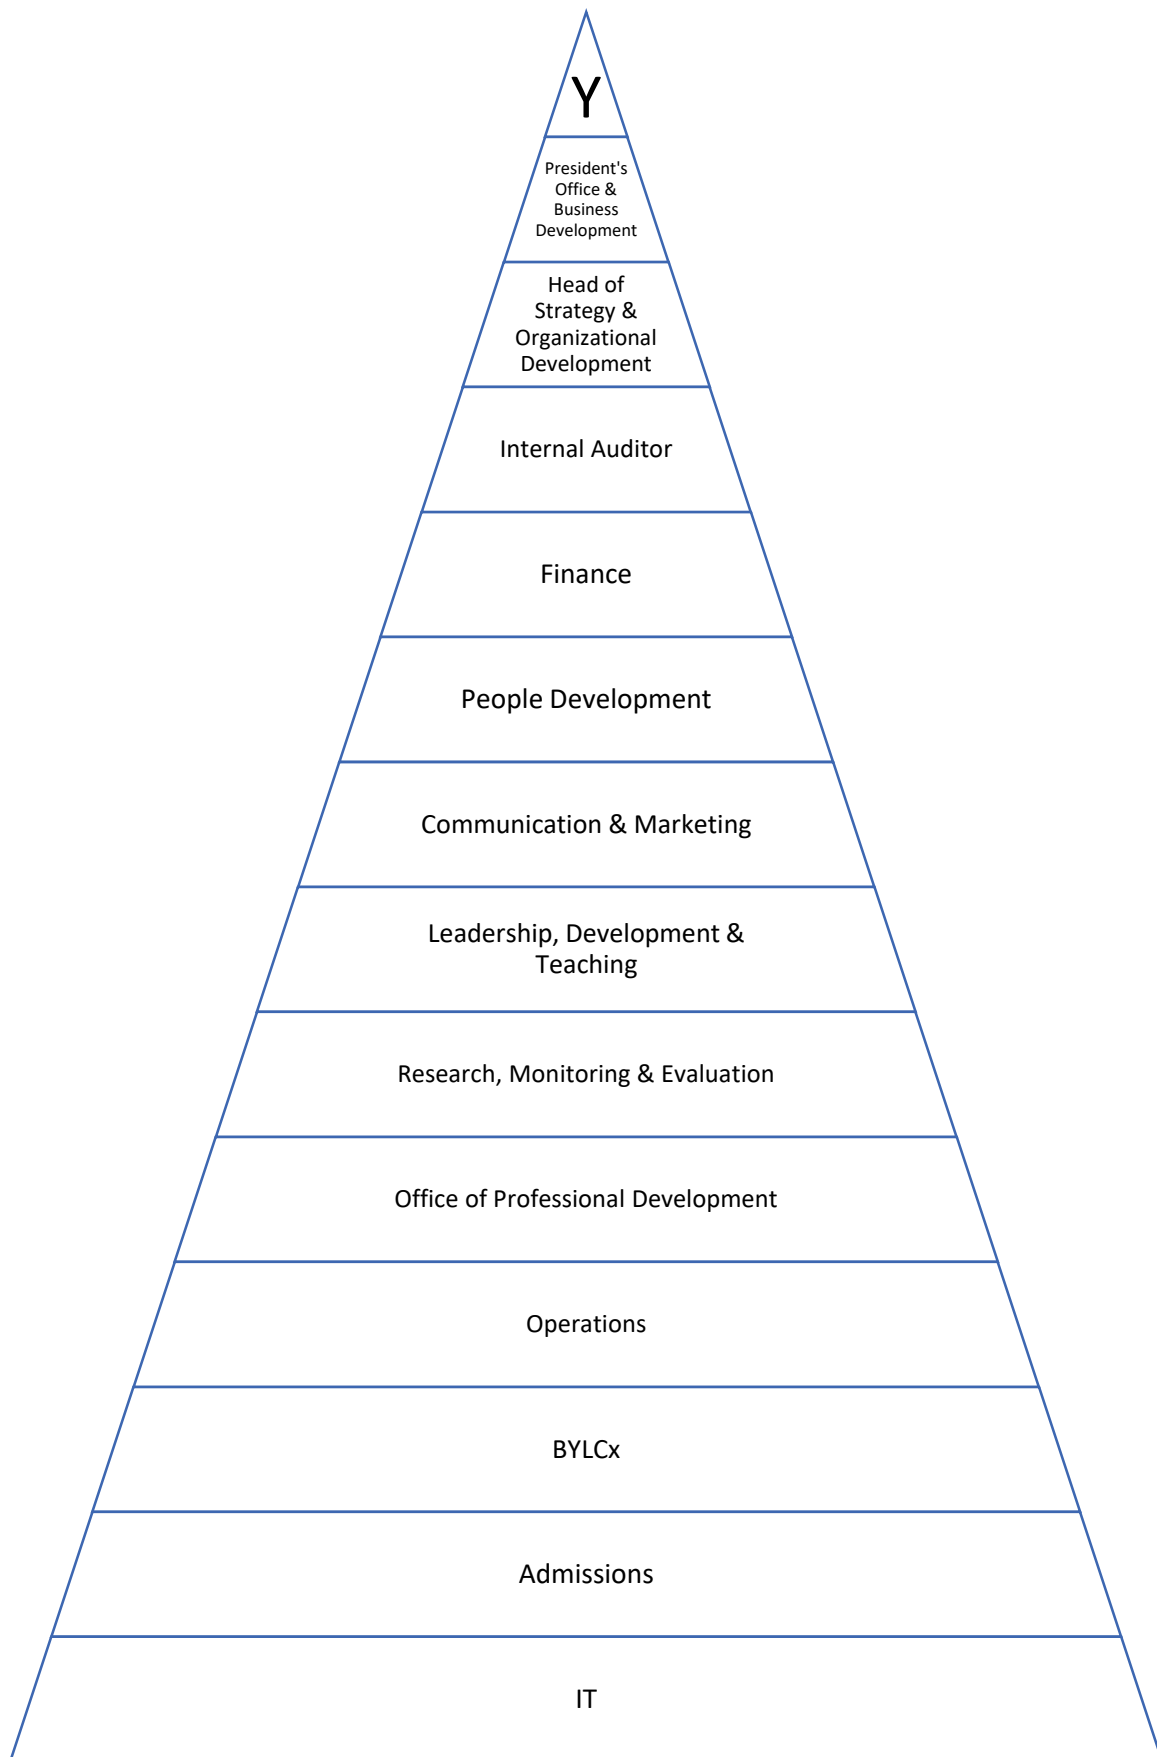 Y
President's
Office &
Business
Development
Head of
Strategy &
Organizational
Development
Internal Auditor
Finance
People Development
Communication & Marketing
Leadership, Development &
Teaching
Research, Monitoring & Evaluation
Office of Professional Development
Operations
BYLCx
Admissions
IT